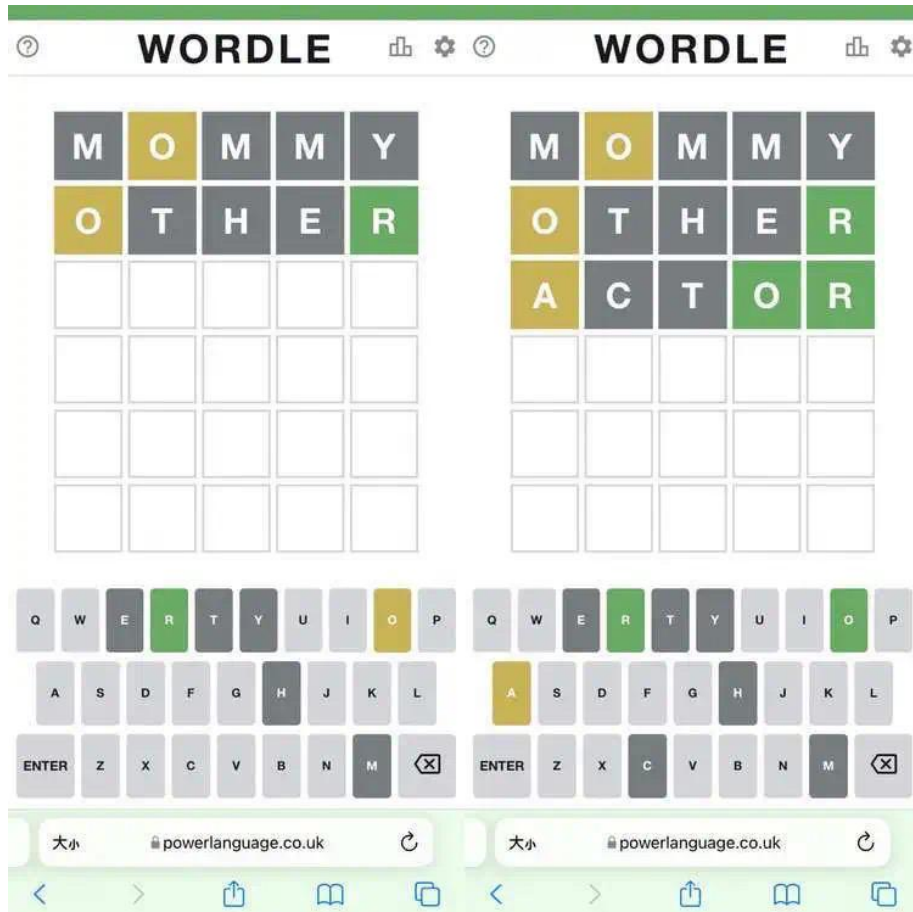 WORDLE
M O M M Y
O T H E R
Q W E R T Y U I O P
A S D F G H J K L
ENTER Z X C V B N M
大小 powerlanguage.co.uk
WORDLE
M O M M Y
O T H E R
A C T O R
Q W E R T Y U I O P
A S D F G H J K L
ENTER Z X C V B N M
大小 powerlanguage.co.uk